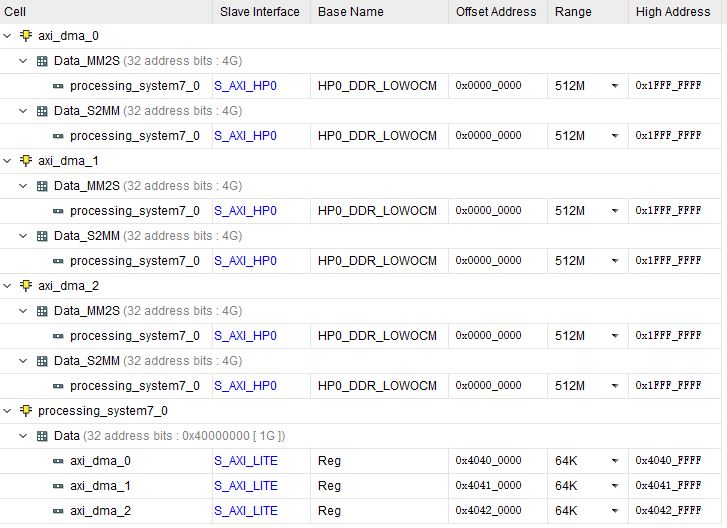 Cell Slave Interface Base Name Offset Address Range High Address
axi_dma_0
Data_MM2S (32 address bits : 4G)
processing_system7_0 S_AXI_HP0 HP0_DDR_LOWOCM 0x0000_0000 512M 0x1FFF_FFFF
Data_S2MM (32 address bits : 4G)
processing_system7_0 S_AXI_HP0 HP0_DDR_LOWOCM 0x0000_0000 512M 0x1FFF_FFFF
axi_dma_1
Data_MM2S (32 address bits : 4G)
processing_system7_0 S_AXI_HP0 HP0_DDR_LOWOCM 0x0000_0000 512M 0x1FFF_FFFF
Data_S2MM (32 address bits : 4G)
processing_system7_0 S_AXI_HP0 HP0_DDR_LOWOCM 0x0000_0000 512M 0x1FFF_FFFF
axi_dma_2
Data_MM2S (32 address bits : 4G)
processing_system7_0 S_AXI_HP0 HP0_DDR_LOWOCM 0x0000_0000 512M 0x1FFF_FFFF
Data_S2MM (32 address bits : 4G)
processing_system7_0 S_AXI_HP0 HP0_DDR_LOWOCM 0x0000_0000 512M 0x1FFF_FFFF
processing_system7_0
Data (32 address bits : 0x40000000 [ 1G ])
axi_dma_0 S_AXI_LITE Reg 0x4040_0000 64K 0x4040_FFFF
axi_dma_1 S_AXI_LITE Reg 0x4041_0000 64K 0x4041_FFFF
axi_dma_2 S_AXI_LITE Reg 0x4042_0000 64K 0x4042_FFFF